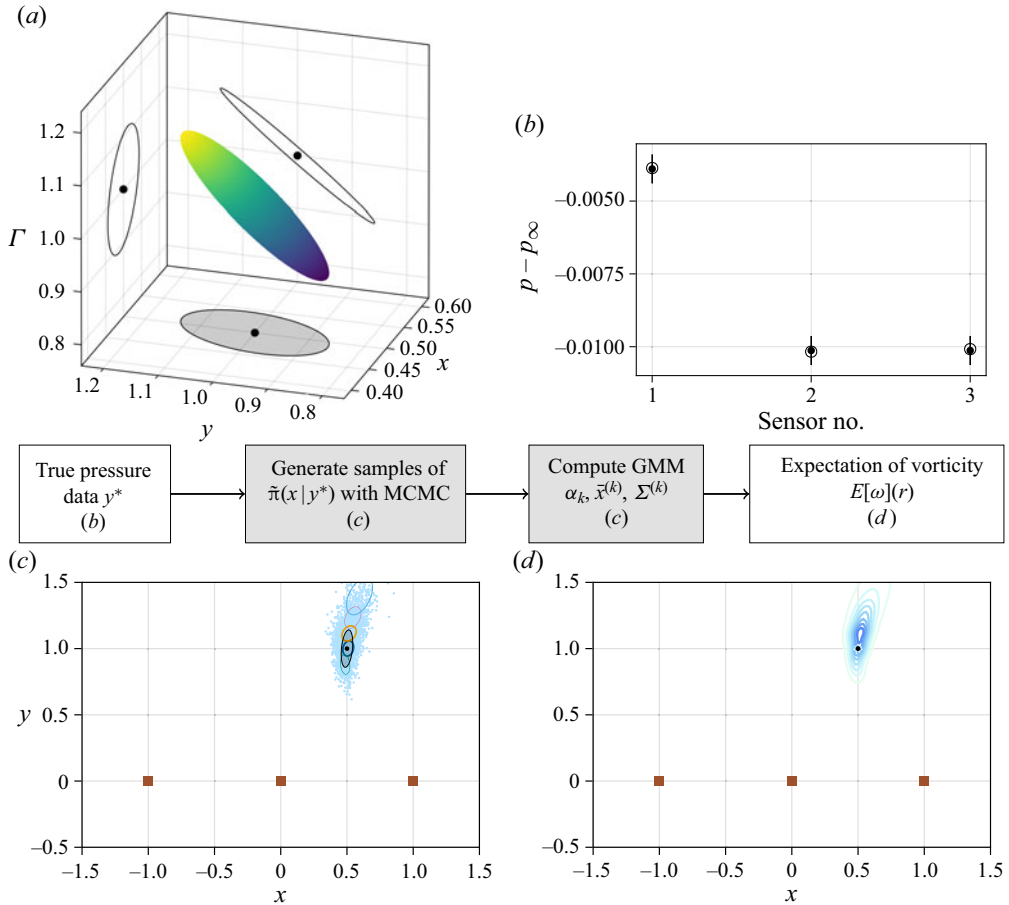 (a)
1.2
1.1
1.0
0.9
0.8
Γ
1.2
1.1
1.0
0.9
0.8
y
0.60
0.55
0.50
0.45
0.40
x
(b)
−0.0050
−0.0075
−0.0100
p − p∞
1 2 3
Sensor no.
True pressure
data y*
(b)
Generate samples of
π̃(x | y*) with MCMC
(c)
Compute GMM
αk, x̄(k), Σ(k)
(c)
Expectation of vorticity
E[ω](r)
(d)
(c)
1.5
1.0
y 0.5
0
−0.5
−1.5 −1.0 −0.5 0 0.5 1.0 1.5
x
(d)
1.5
1.0
0.5
0
−0.5
−1.5 −1.0 −0.5 0 0.5 1.0 1.5
x